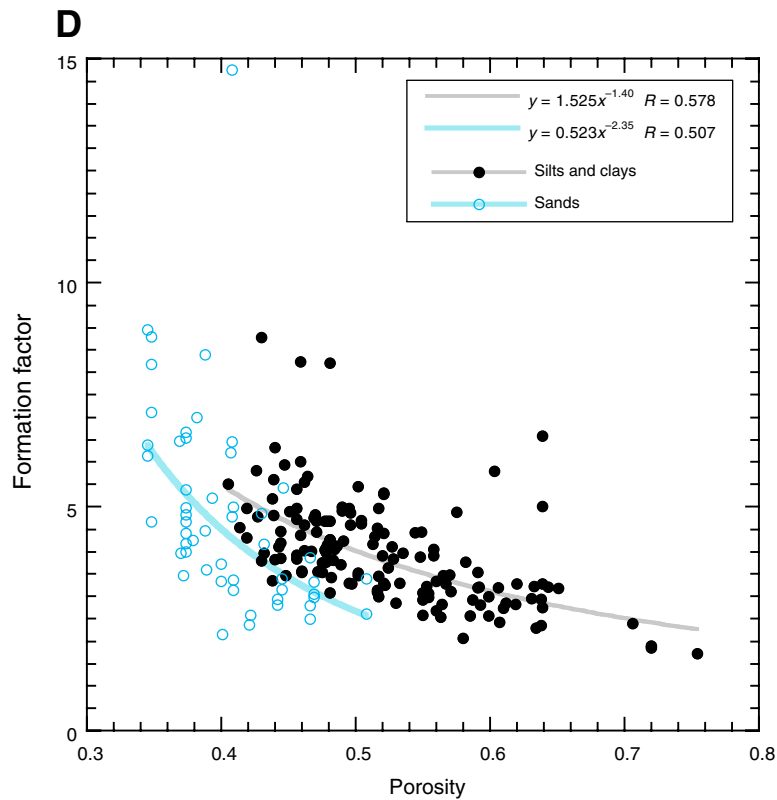 D
15
10
5
0
Formation factor
y = 1.525x^–1.40 R = 0.578
y = 0.523x^–2.35 R = 0.507
Silts and clays
Sands
0.3 0.4 0.5 0.6 0.7 0.8
Porosity